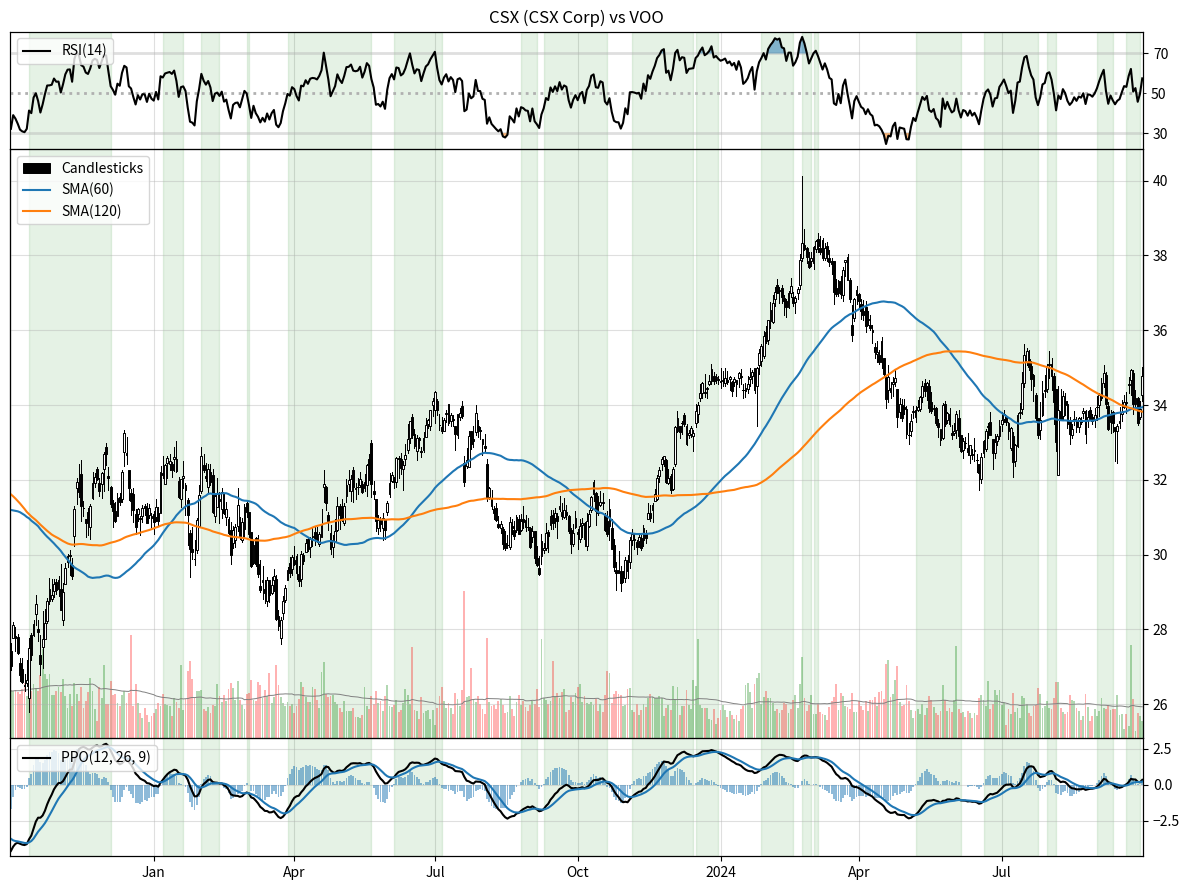 CSX (CSX Corp) vs VOO
RSI(14)
70
50
30
Candlesticks
SMA(60)
SMA(120)
40
38
36
34
32
30
28
26
PPO(12, 26, 9)
2.5
0.0
−2.5
Jan
Apr
Jul
Oct
2024
Apr
Jul